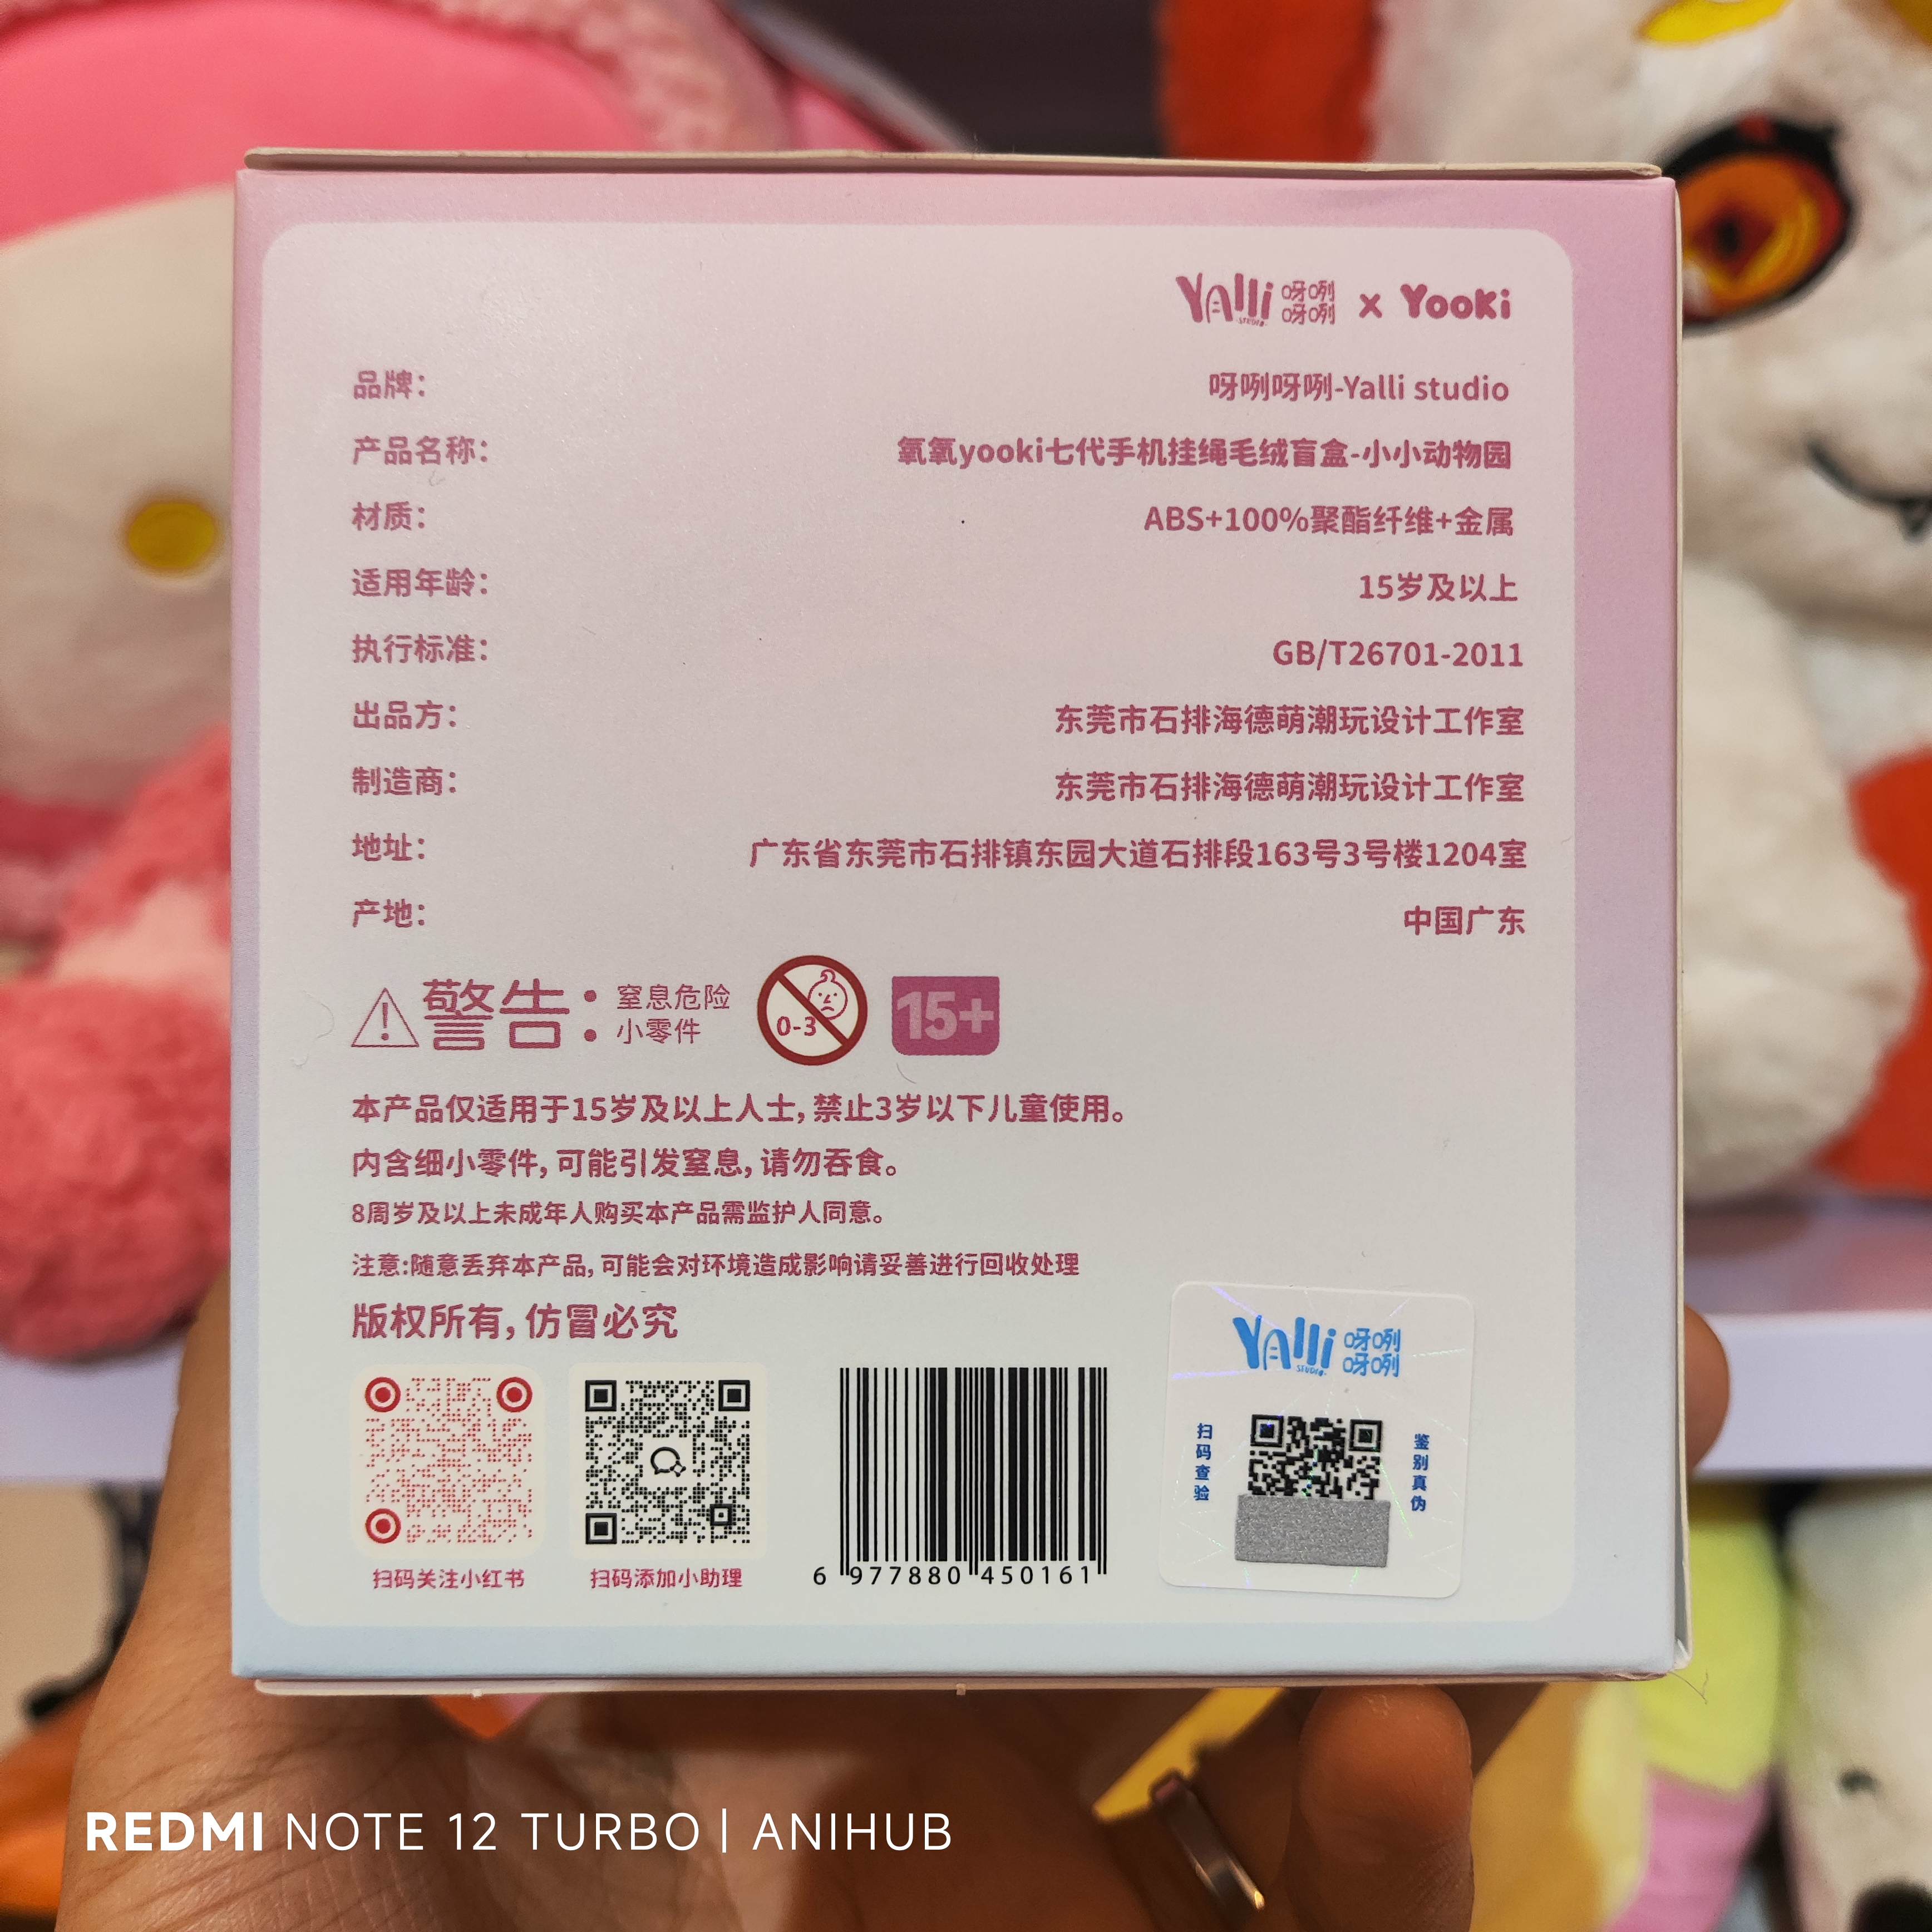 Yalli 呀咧呀咧 STUDIO x Yooki
品牌： 呀咧呀咧-Yalli studio
产品名称： 氧氧yooki七代手机挂绳毛绒盲盒-小小动物园
材质： ABS+100%聚酯纤维+金属
适用年龄： 15岁及以上
执行标准： GB/T26701-2011
出品方： 东莞市石排海德萌潮玩设计工作室
制造商： 东莞市石排海德萌潮玩设计工作室
地址： 广东省东莞市石排镇东园大道石排段163号3号楼1204室
产地： 中国广东
警告：窒息危险 小零件 0-3 15+
本产品仅适用于15岁及以上人士，禁止3岁以下儿童使用。
内含细小零件，可能引发窒息，请勿吞食。
8周岁及以上未成年人购买本产品需监护人同意。
注意:随意丢弃本产品，可能会对环境造成影响请妥善进行回收处理
版权所有，仿冒必究
Yalli 呀咧呀咧 STUDIO
扫码查验
鉴别真伪
扫码关注小红书
扫码添加小助理
6 977880 450161
REDMI NOTE 12 TURBO | ANIHUB